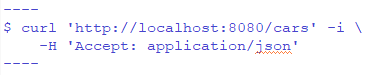 ----
$ curl 'http://localhost:8080/cars' -i \
    -H 'Accept: application/json'
----